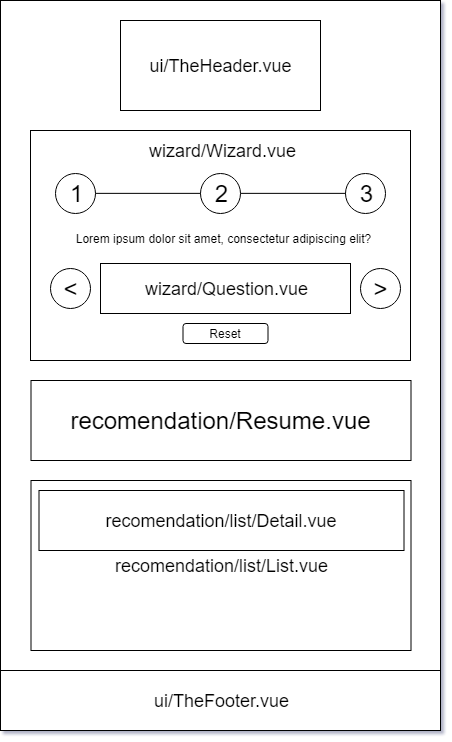 ui/TheHeader.vue
wizard/Wizard.vue
1 2 3
Lorem ipsum dolor sit amet, consectetur adipiscing elit?
< wizard/Question.vue >
Reset
recomendation/Resume.vue
recomendation/list/Detail.vue
recomendation/list/List.vue
ui/TheFooter.vue